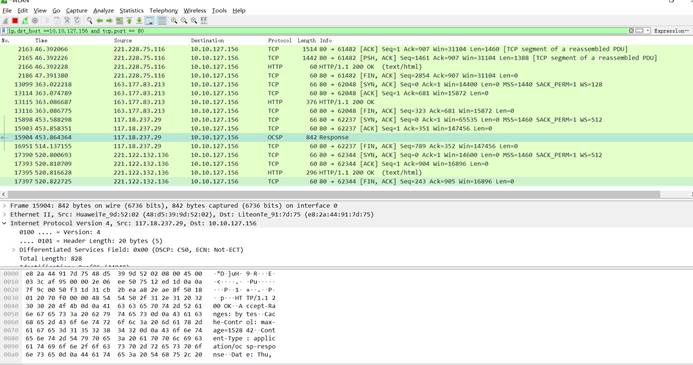 File Edit View Go Capture Analyze Statistics Telephony Wireless Tools Help
ip.dst_host ==10.10.127.156 and tcp.port == 80
Expression…
No. Time Source Destination Protocol Length Info
2163 46.392066 221.228.75.116 10.10.127.156 TCP 1514 80 → 61482 [ACK] Seq=1 Ack=907 Win=31104 Len=1460 [TCP segment of a reassembled PDU]
2165 46.392226 221.228.75.116 10.10.127.156 TCP 1442 80 → 61482 [PSH, ACK] Seq=1461 Ack=907 Win=31104 Len=1388 [TCP segment of a reassembled PDU]
2166 46.392228 221.228.75.116 10.10.127.156 HTTP 60 HTTP/1.1 200 OK (text/html)
2186 47.391380 221.228.75.116 10.10.127.156 TCP 60 80 → 61482 [FIN, ACK] Seq=2854 Ack=907 Win=31104 Len=0
13099 363.022218 163.177.83.213 10.10.127.156 TCP 66 80 → 62048 [SYN, ACK] Seq=0 Ack=1 Win=14400 Len=0 MSS=1440 SACK_PERM=1 WS=128
13114 363.074789 163.177.83.213 10.10.127.156 TCP 60 80 → 62048 [ACK] Seq=1 Ack=681 Win=15872 Len=0
13115 363.086687 163.177.83.213 10.10.127.156 HTTP 376 HTTP/1.1 200 OK
13116 363.086775 163.177.83.213 10.10.127.156 TCP 60 80 → 62048 [FIN, ACK] Seq=323 Ack=681 Win=15872 Len=0
15898 453.588298 117.18.237.29 10.10.127.156 TCP 66 80 → 62237 [SYN, ACK] Seq=0 Ack=1 Win=65535 Len=0 MSS=1460 SACK_PERM=1 WS=512
15903 453.858351 117.18.237.29 10.10.127.156 TCP 60 80 → 62237 [ACK] Seq=1 Ack=351 Win=147456 Len=0
15904 453.864364 117.18.237.29 10.10.127.156 OCSP 842 Response
16951 514.137155 117.18.237.29 10.10.127.156 TCP 60 80 → 62237 [FIN, ACK] Seq=789 Ack=352 Win=147456 Len=0
17390 520.800693 221.122.132.136 10.10.127.156 TCP 66 80 → 62344 [SYN, ACK] Seq=0 Ack=1 Win=14600 Len=0 MSS=1460 SACK_PERM=1 WS=512
17393 520.810709 221.122.132.136 10.10.127.156 TCP 60 80 → 62344 [ACK] Seq=1 Ack=904 Win=16896 Len=0
17395 520.816628 221.122.132.136 10.10.127.156 HTTP 296 HTTP/1.1 200 OK (text/html)
17397 520.822725 221.122.132.136 10.10.127.156 TCP 60 80 → 62344 [ACK] Seq=243 Ack=905 Win=16896 Len=0
Frame 15904: 842 bytes on wire (6736 bits), 842 bytes captured (6736 bits) on interface 0
Ethernet II, Src: HuaweiTe_9d:52:02 (48:d5:39:9d:52:02), Dst: LiteonTe_91:7d:75 (e8:2a:44:91:7d:75)
Internet Protocol Version 4, Src: 117.18.237.29, Dst: 10.10.127.156
0100 .... = Version: 4
.... 0101 = Header Length: 20 bytes (5)
Differentiated Services Field: 0x00 (DSCP: CS0, ECN: Not-ECT)
Total Length: 828
0000 e8 2a 44 91 7d 75 48 d5 39 9d 52 02 08 00 45 00
0010 03 3c af 95 00 00 2e 06 ee 50 75 12 ed 1d 0a 0a
0020 7f 9c 00 50 f3 1d 31 cb 2b ea a8 2e ae 8f 50 18
0030 01 20 70 f0 00 00 48 54 54 50 2f 31 2e 31 20 32 ··p···HTTP/1.1 2
0040 30 30 20 4f 4b 0d 0a 41 63 63 65 70 74 2d 52 61 00 OK··Accept-Ra
0050 6e 67 65 73 3a 20 62 79 74 65 73 0d 0a 43 61 63 nges: bytes··Cac
0060 68 65 2d 43 6f 6e 74 72 6f 6c 3a 20 6d 61 78 2d he-Control: max-
0070 61 67 65 3d 31 35 32 38 34 32 0d 0a 43 6f 6e 74 age=152842··Cont
0080 65 6e 74 2d 54 79 70 65 3a 20 61 70 70 6c 69 63 ent-Type: applic
0090 61 74 69 6f 6e 2f 6f 63 73 70 2d 72 65 73 70 6f ation/ocsp-respo
00a0 6e 73 65 0d 0a 44 61 74 65 3a 20 54 68 75 2c 20 nse··Date: Thu,